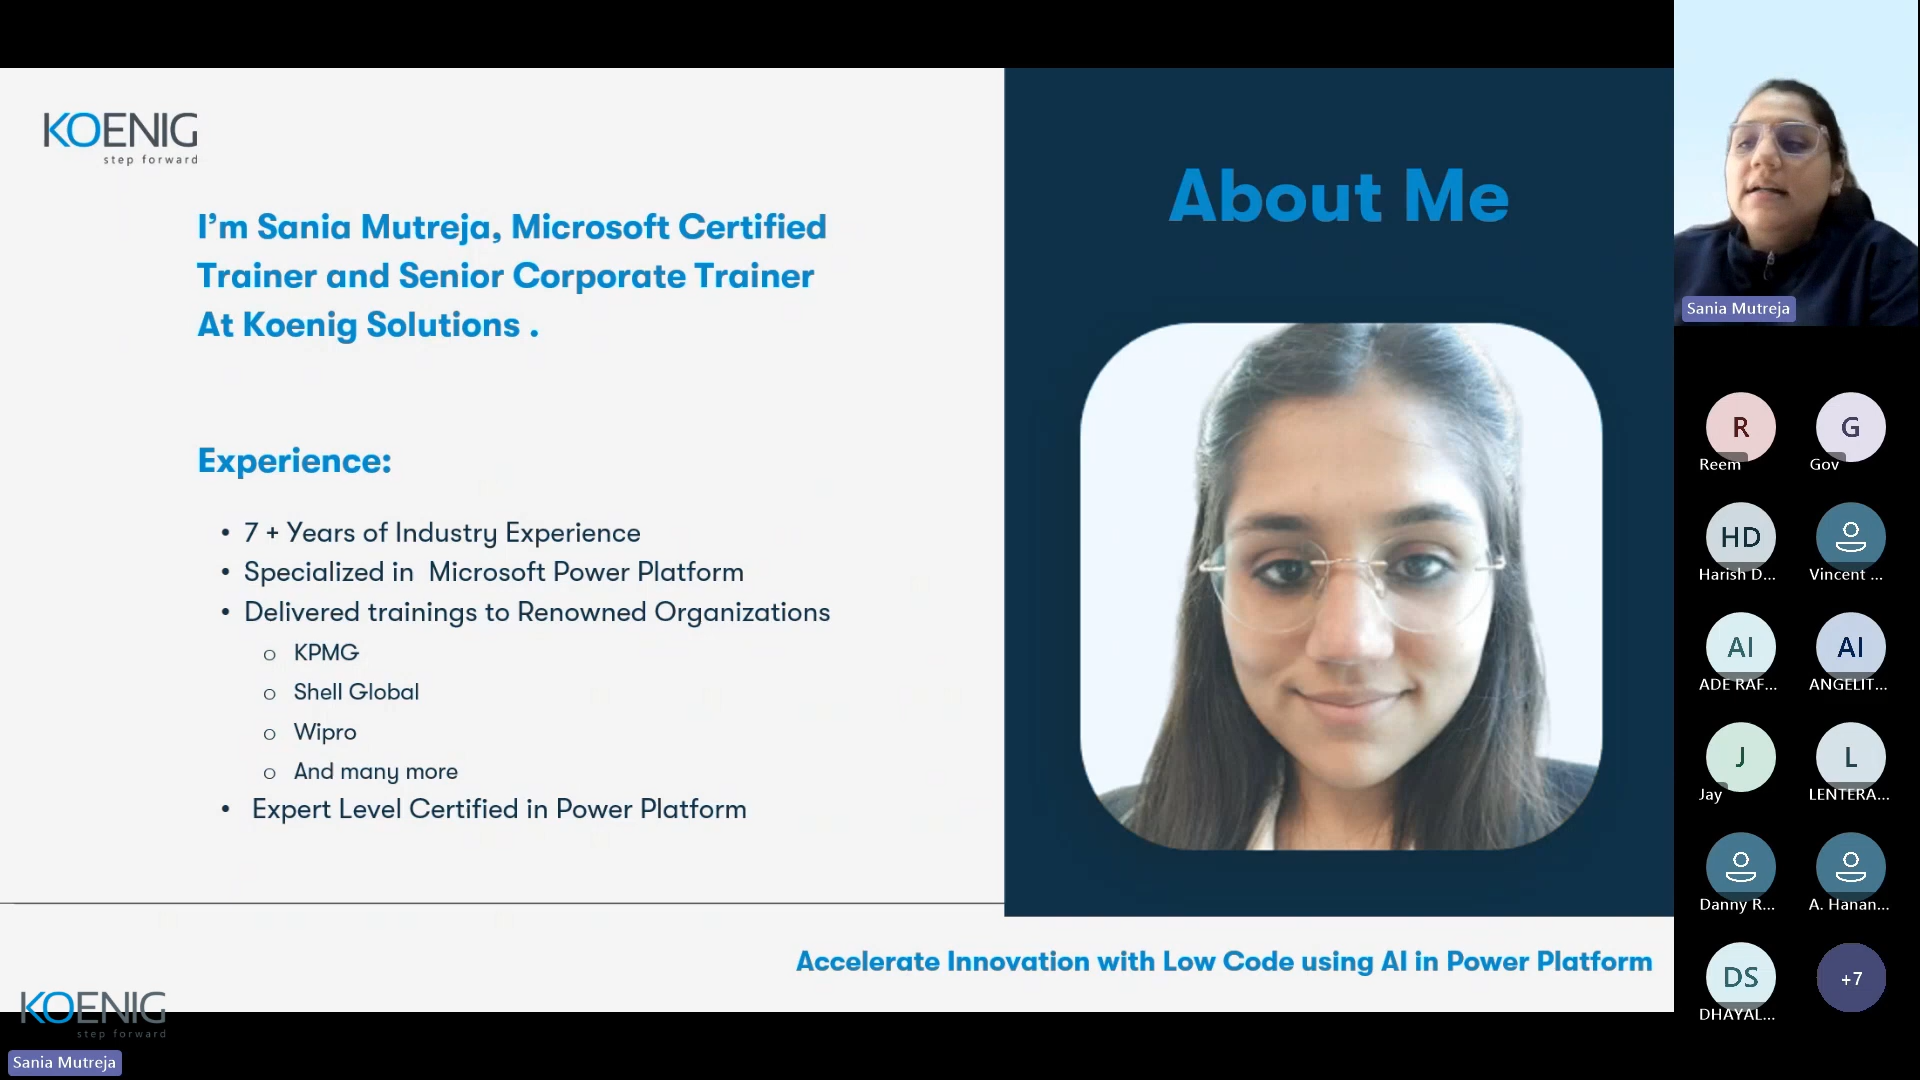 KOENIG
step forward
I'm Sania Mutreja, Microsoft Certified
Trainer and Senior Corporate Trainer
At Koenig Solutions .
Experience:
• 7 + Years of Industry Experience
• Specialized in  Microsoft Power Platform
• Delivered trainings to Renowned Organizations
o KPMG
o Shell Global
o Wipro
o And many more
• Expert Level Certified in Power Platform
About Me
Accelerate Innovation with Low Code using AI in Power Platform
KOENIG
step forward
Sania Mutreja
Sania Mutreja
R
Reem
G
Gov
HD
Harish D...
Vincent ...
AI
ADE RAF...
AI
ANGELIT...
J
Jay
L
LENTERA...
Danny R...
A. Hanan...
DS
DHAYAL...
+7